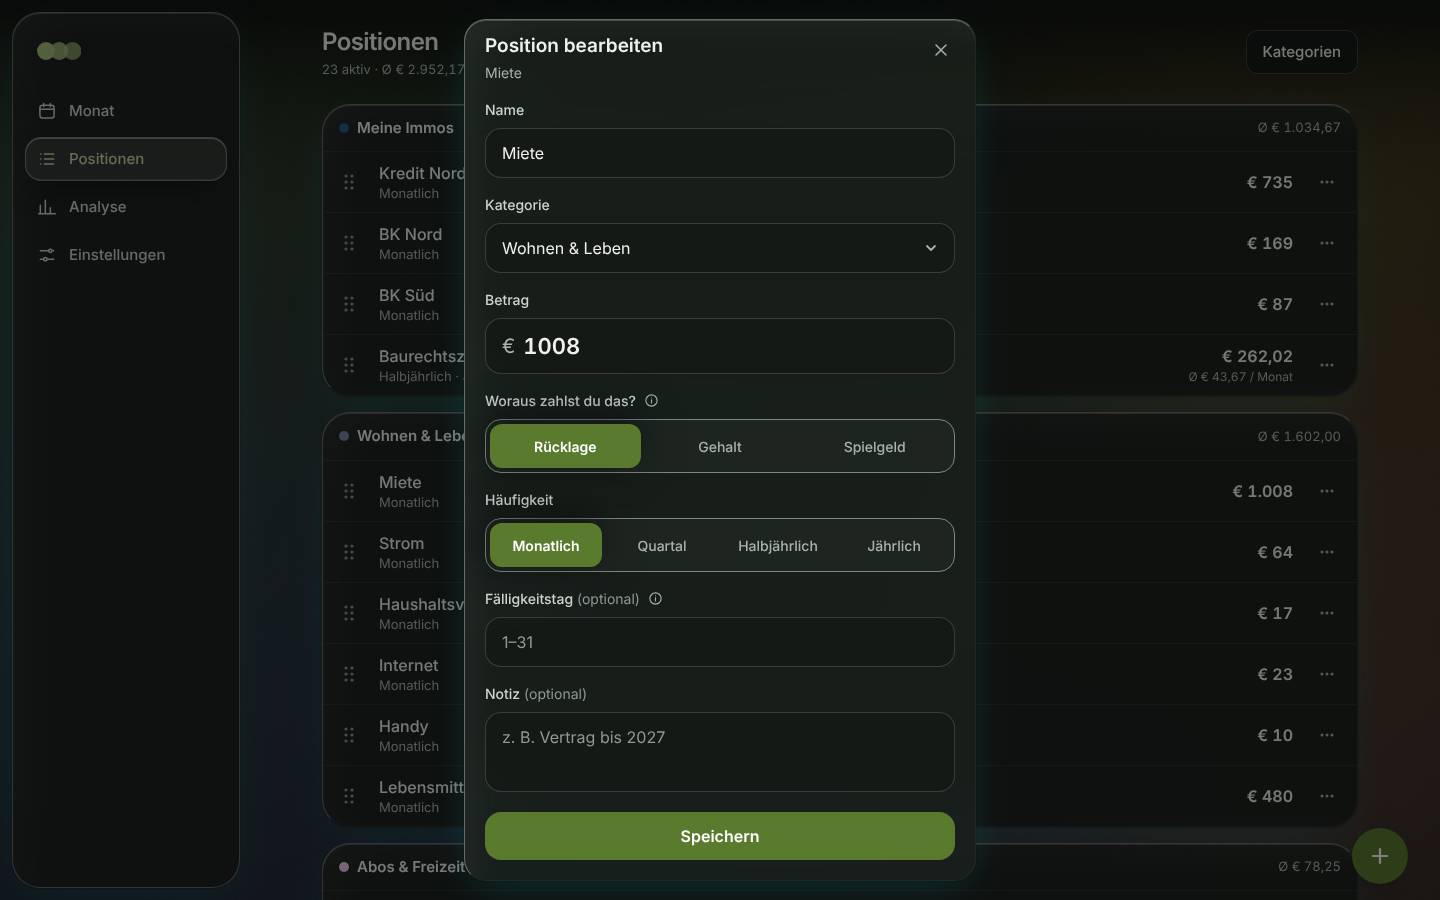 Monat
Positionen
Analyse
Einstellungen
Positionen
23 aktiv · Ø € 2.952,17
Kategorien
Meine Immos
Ø € 1.034,67
Kredit Nord
Monatlich
€ 735
BK Nord
Monatlich
€ 169
BK Süd
Monatlich
€ 87
Baurechtsz
Halbjährlich ·
€ 262,02
Ø € 43,67 / Monat
Wohnen & Lebe
Ø € 1.602,00
Miete
Monatlich
€ 1.008
Strom
Monatlich
€ 64
Haushaltsv
Monatlich
€ 17
Internet
Monatlich
€ 23
Handy
Monatlich
€ 10
Lebensmitt
Monatlich
€ 480
Abos & Freizeit
Ø € 78,25
Position bearbeiten
Miete
Name
Miete
Kategorie
Wohnen & Leben
Betrag
€ 1008
Woraus zahlst du das?
Rücklage Gehalt Spielgeld
Häufigkeit
Monatlich Quartal Halbjährlich Jährlich
Fälligkeitstag (optional)
1–31
Notiz (optional)
z. B. Vertrag bis 2027
Speichern